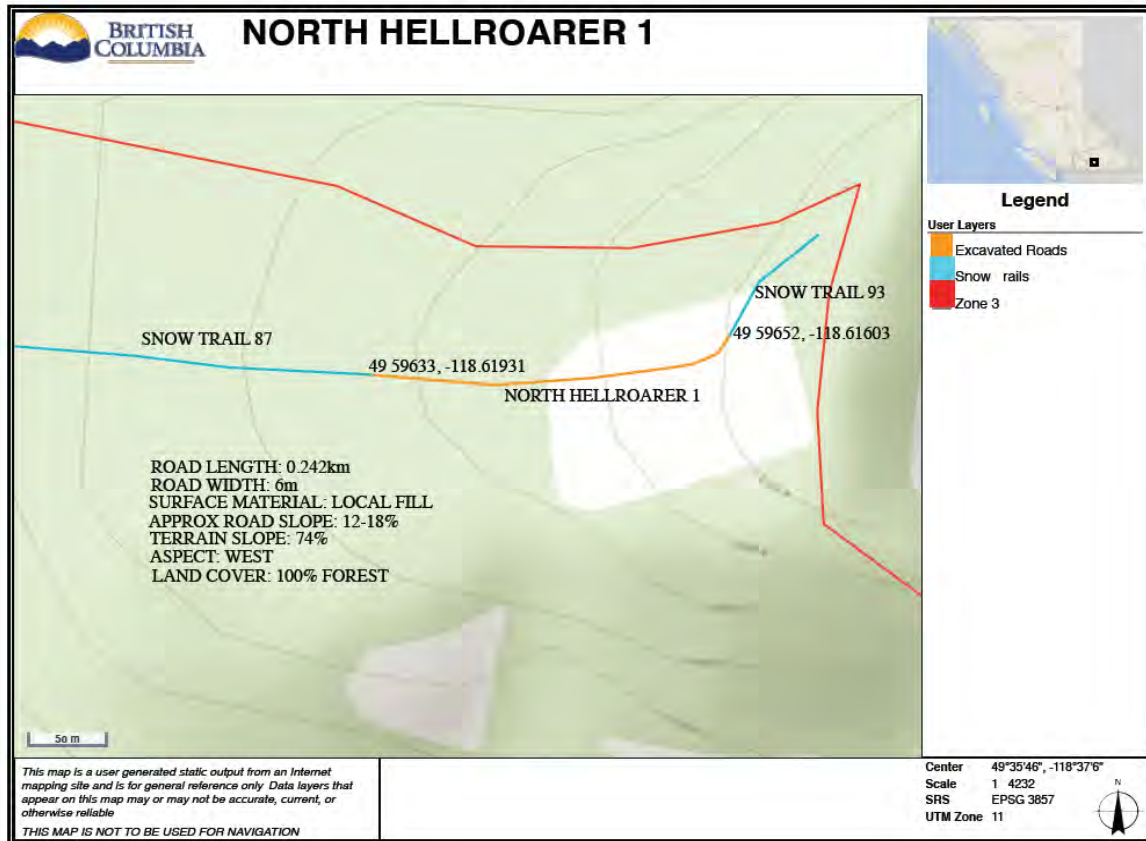 BRITISH
COLUMBIA
NORTH HELLROARER 1
Legend
User Layers
Excavated Roads
Snow rails
Zone 3
SNOW TRAIL 93
49 59652, -118.61603
SNOW TRAIL 87
49 59633, -118.61931
NORTH HELLROARER 1
ROAD LENGTH: 0.242km
ROAD WIDTH: 6m
SURFACE MATERIAL: LOCAL FILL
APPROX ROAD SLOPE: 12-18%
TERRAIN SLOPE: 74%
ASPECT: WEST
LAND COVER: 100% FOREST
50 m
This map is a user generated static output from an Internet
mapping site and is for general reference only Data layers that
appear on this map may or may not be accurate, current, or
otherwise reliable
THIS MAP IS NOT TO BE USED FOR NAVIGATION
Center 49°35'46", -118°37'6"
Scale 1 4232
SRS EPSG 3857
UTM Zone 11
N